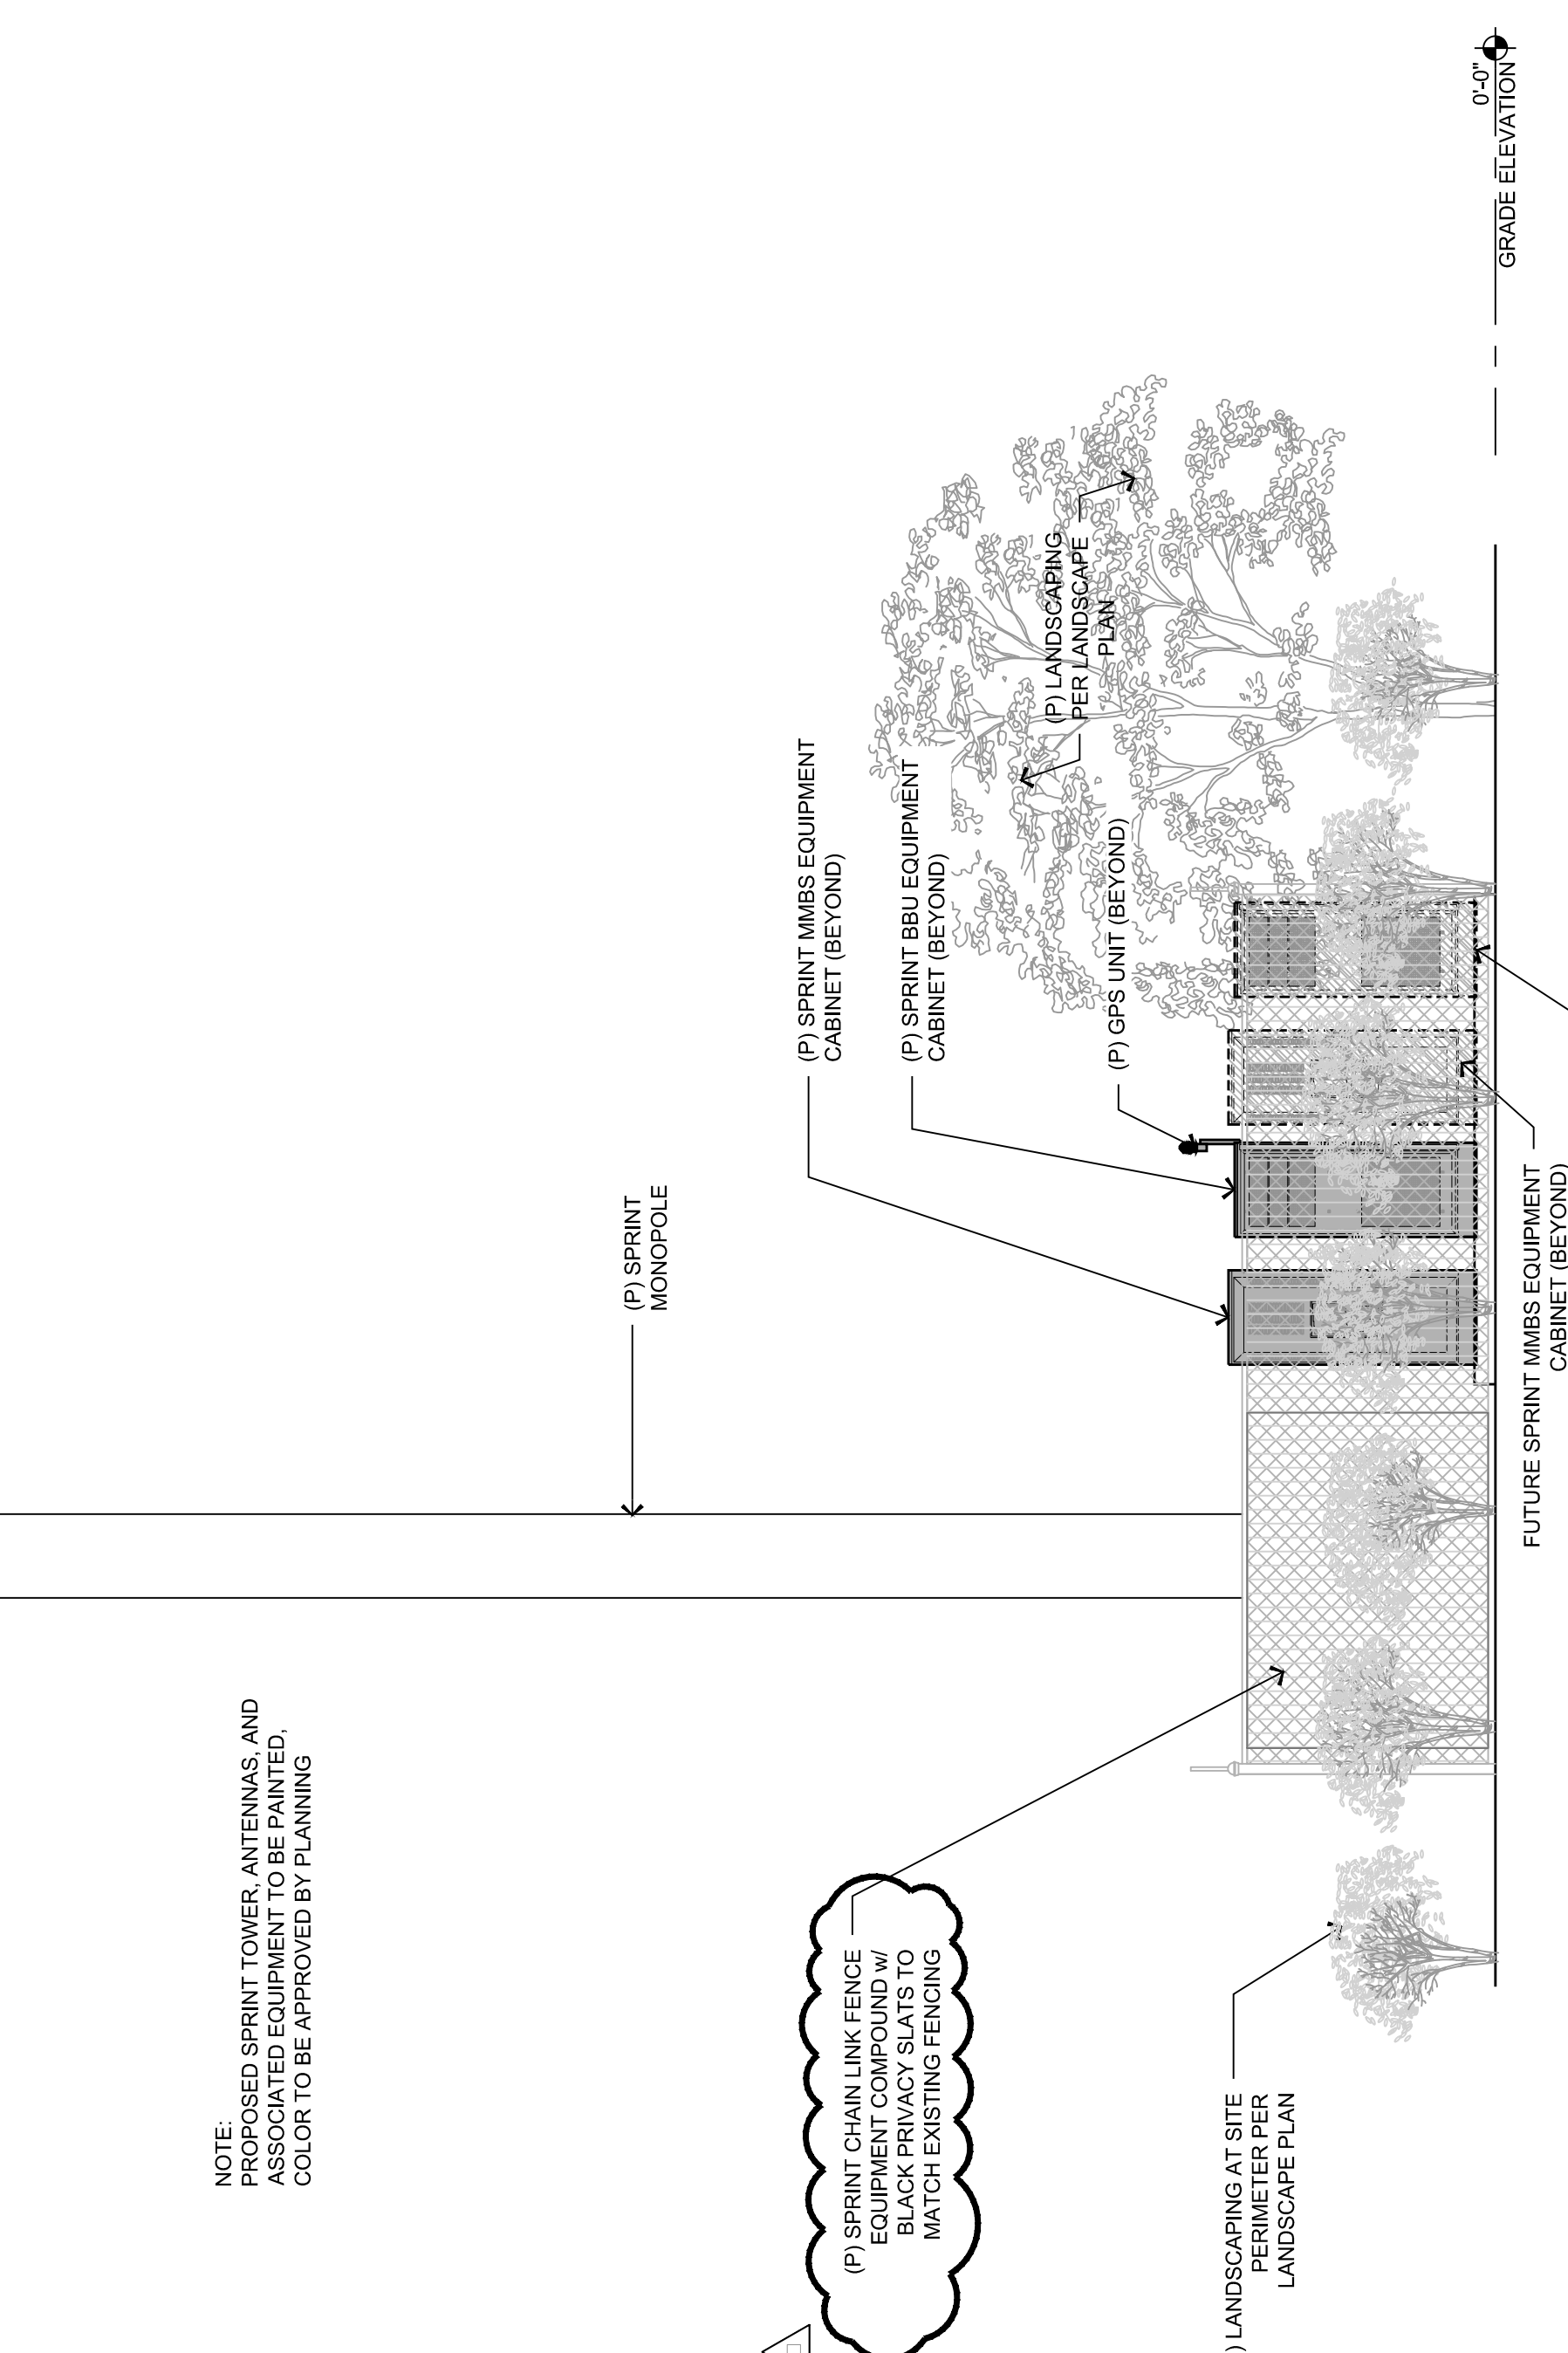 NOTE:
PROPOSED SPRINT TOWER, ANTENNAS, AND
ASSOCIATED EQUIPMENT TO BE PAINTED,
COLOR TO BE APPROVED BY PLANNING
(P) SPRINT
MONOPOLE
(P) SPRINT MMBS EQUIPMENT
CABINET (BEYOND)
(P) SPRINT BBU EQUIPMENT
CABINET (BEYOND)
(P) LANDSCAPING
PER LANDSCAPE
PLAN
(P) GPS UNIT (BEYOND)
(P) SPRINT CHAIN LINK FENCE
EQUIPMENT COMPOUND w/
BLACK PRIVACY SLATS TO
MATCH EXISTING FENCING
) LANDSCAPING AT SITE
PERIMETER PER
LANDSCAPE PLAN
0'-0"
GRADE ELEVATION
FUTURE SPRINT MMBS EQUIPMENT
CABINET (BEYOND)